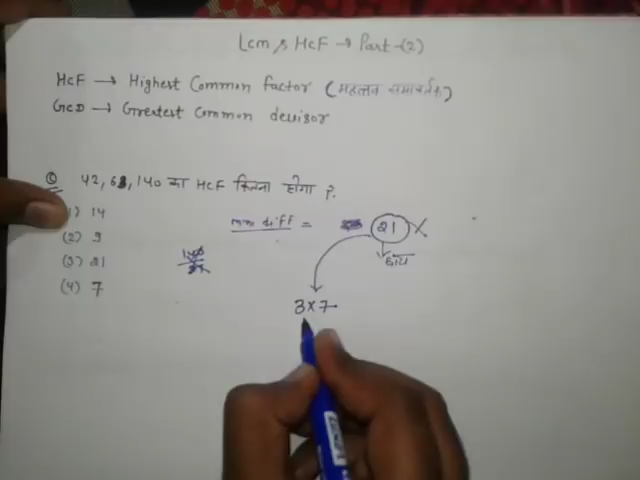 Lcm & HCF → Part-(2)
HCF → Highest Common factor (महत्तम समापवर्तक)
GCD → Greatest Common devisor
Q 42, 63, 140 का HCF कितना होगा ?
(1) 14
(2) 9
(3) 21
(4) 7
min diff = 21 X
3×7